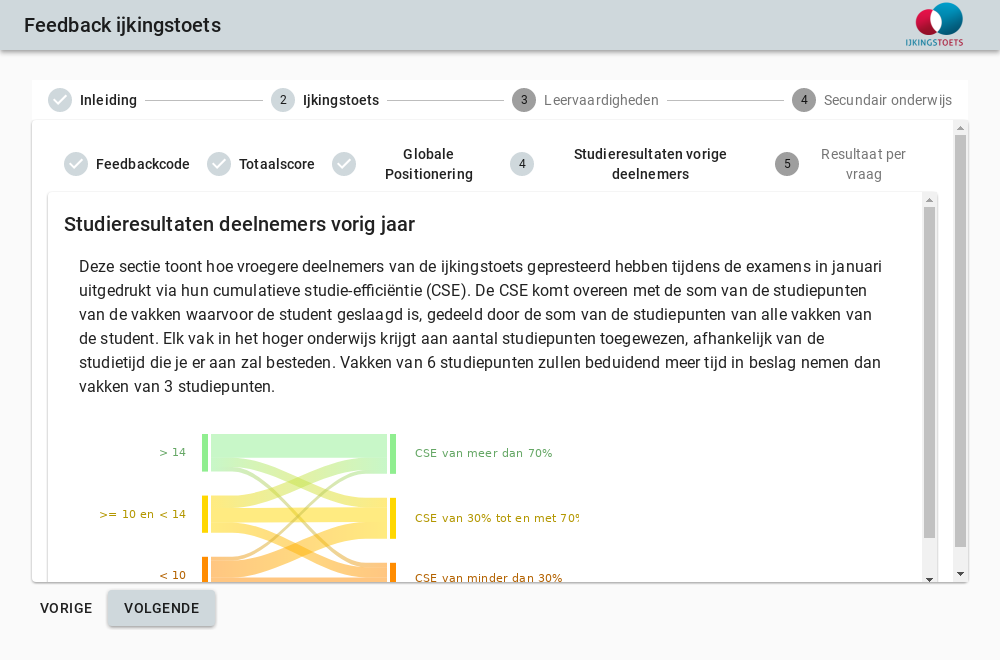 Feedback ijkingstoets
IJKINGSTOETS
Inleiding
2 Ijkingstoets
3 Leervaardigheden
4 Secundair onderwijs
Feedbackcode
Totaalscore
Globale
Positionering
4 Studieresultaten vorige
deelnemers
5 Resultaat per
vraag
Studieresultaten deelnemers vorig jaar
Deze sectie toont hoe vroegere deelnemers van de ijkingstoets gepresteerd hebben tijdens de examens in januari
uitgedrukt via hun cumulatieve studie-efficiëntie (CSE). De CSE komt overeen met de som van de studiepunten
van de vakken waarvoor de student geslaagd is, gedeeld door de som van de studiepunten van alle vakken van
de student. Elk vak in het hoger onderwijs krijgt aan aantal studiepunten toegewezen, afhankelijk van de
studietijd die je er aan zal besteden. Vakken van 6 studiepunten zullen beduidend meer tijd in beslag nemen dan
vakken van 3 studiepunten.
> 14
CSE van meer dan 70%
>= 10 en < 14
CSE van 30% tot en met 70%
< 10
CSE van minder dan 30%
VORIGE
VOLGENDE